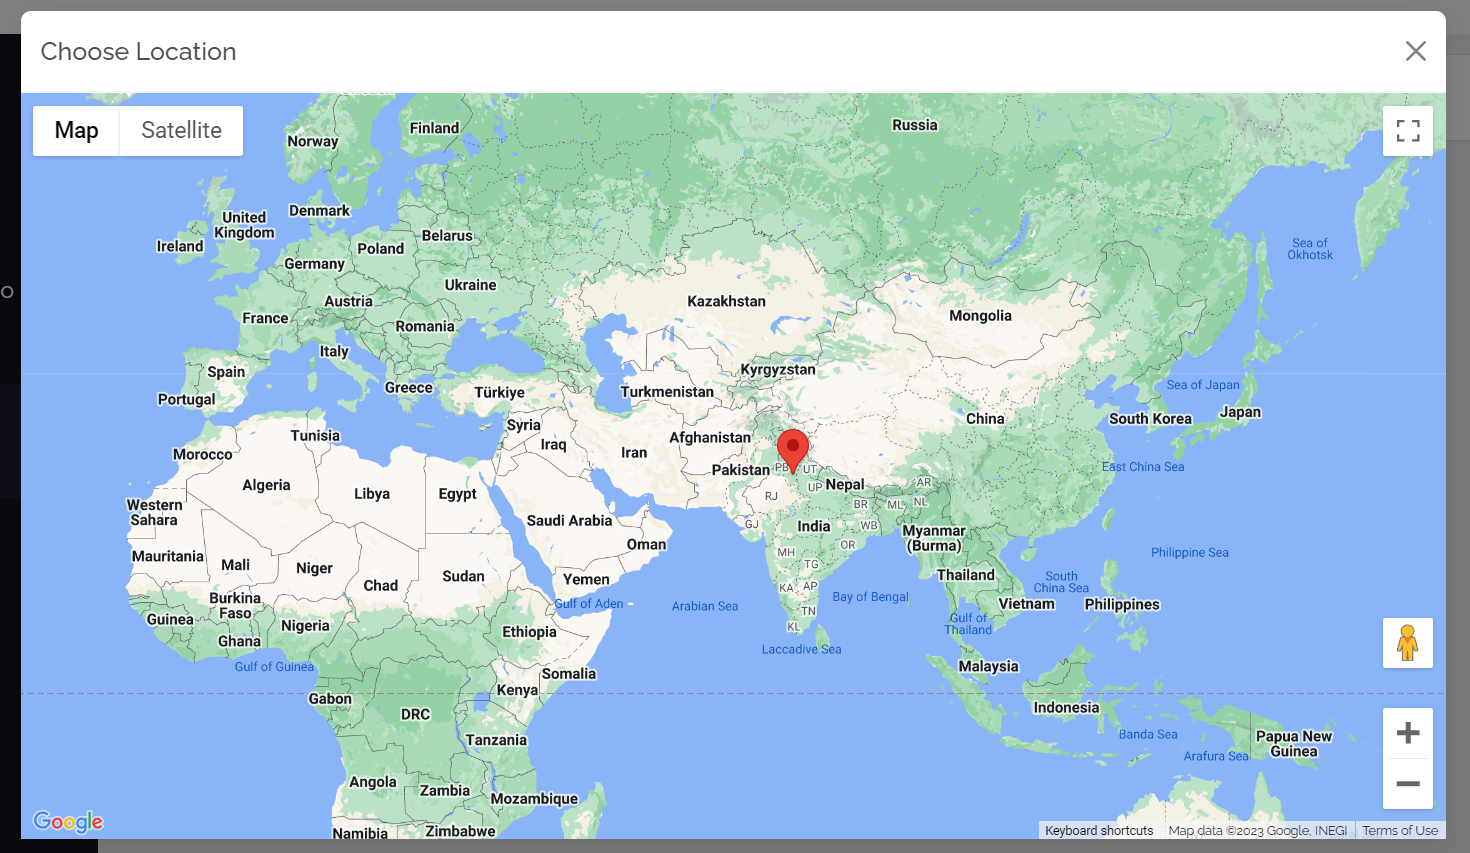 Choose Location
Map
Satellite
Finland
Russia
Norway
Denmark
United
Kingdom
Ireland
Belarus
Poland
Sea of
Okhotsk
Germany
Ukraine
Austria
Kazakhstan
France
Romania
Mongolia
Italy
Spain
Kyrgyzstan
Greece
Türkiye
Turkmenistan
Sea of Japan
Portugal
China
South Korea
Japan
Syria
Tunisia
Afghanistan
Iraq
Iran
Morocco
Pakistan
PB
UT
East China Sea
Algeria
Libya
Egypt
RJ
UP
Nepal
AR
Western
Sahara
BR
ML
NL
Saudi Arabia
GJ
India
WB
Myanmar
(Burma)
Oman
OR
Mauritania
Mali
Niger
MH
TG
Philippine Sea
Chad
Sudan
Yemen
KA
AP
Thailand
South
China Sea
Burkina
Faso
Gulf of Aden
Arabian Sea
Bay of Bengal
Vietnam
Philippines
Guinea
Nigeria
TN
Gulf of
Thailand
Ghana
Ethiopia
KL
Laccadive Sea
Gulf of Guinea
Somalia
Malaysia
Gabon
Kenya
DRC
Indonesia
Tanzania
Banda Sea
Papua New
Guinea
Arafura Sea
Angola
Zambia
Mozambique
Namibia
Zimbabwe
Google
Keyboard shortcuts
Map data ©2023 Google, INEGI
Terms of Use